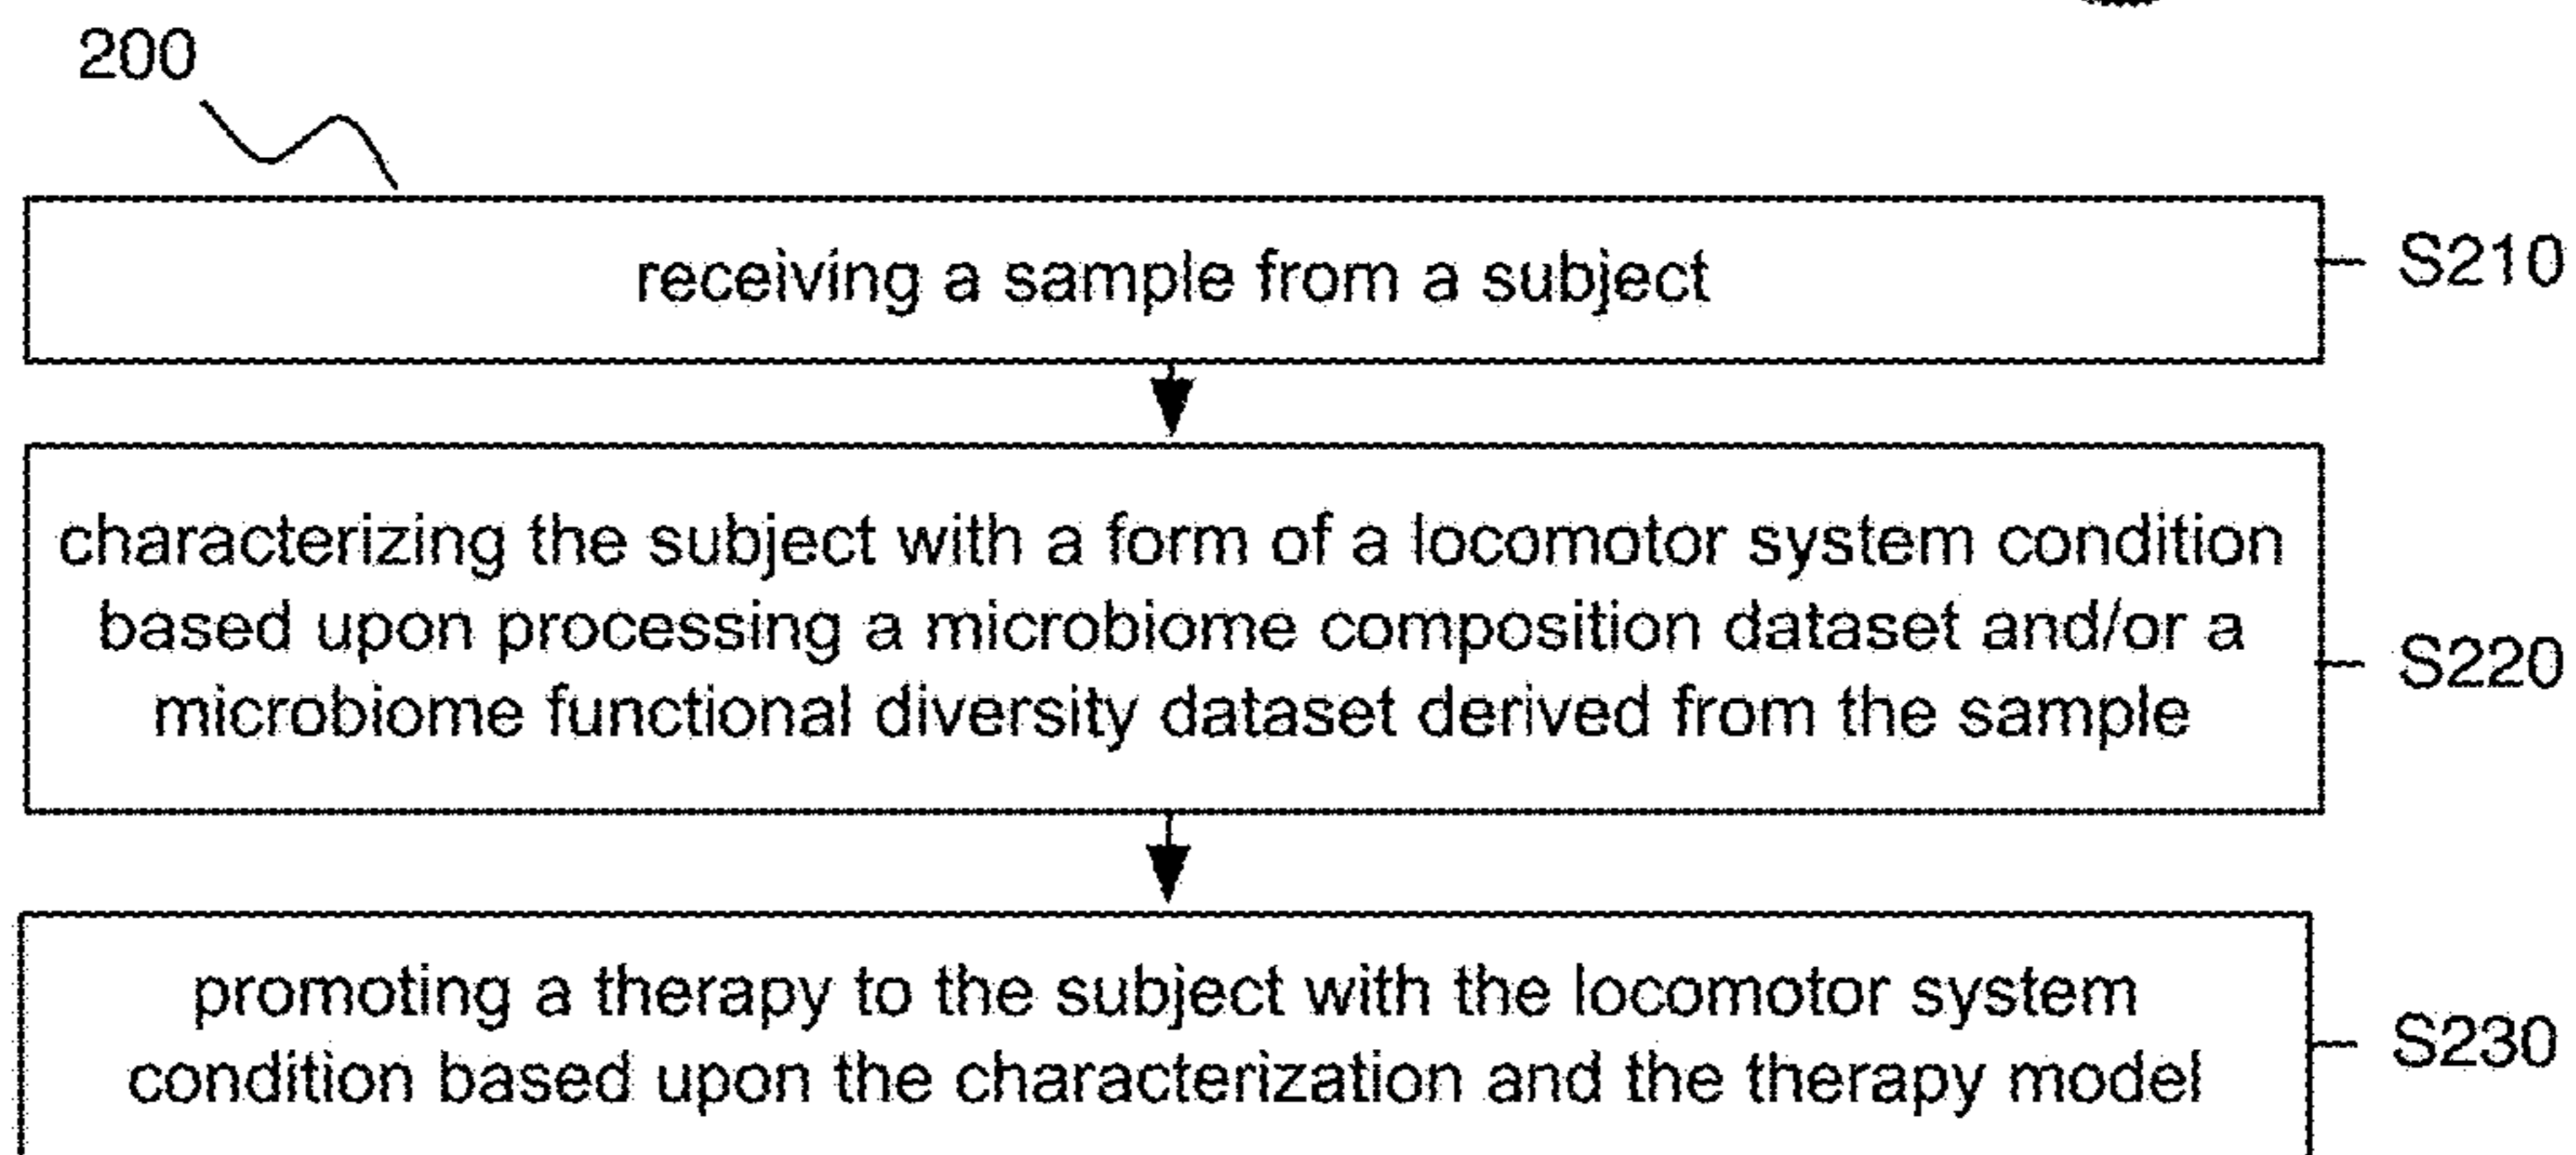 200
receiving a sample from a subject
S210
characterizing the subject with a form of a locomotor system condition
based upon processing a microbiome composition dataset and/or a
microbiome functional diversity dataset derived from the sample
S220
promoting a therapy to the subject with the locomotor system
condition based upon the characterization and the therapy model
S230